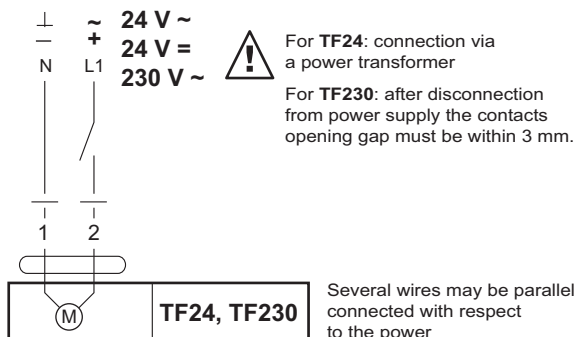 ⊥ ~ 24 V ~
– + 24 V =
N L1 230 V ~
For TF24: connection via
a power transformer
For TF230: after disconnection
from power supply the contacts
opening gap must be within 3 mm.
1 2
M
TF24, TF230
Several wires may be parallel
connected with respect
to the power